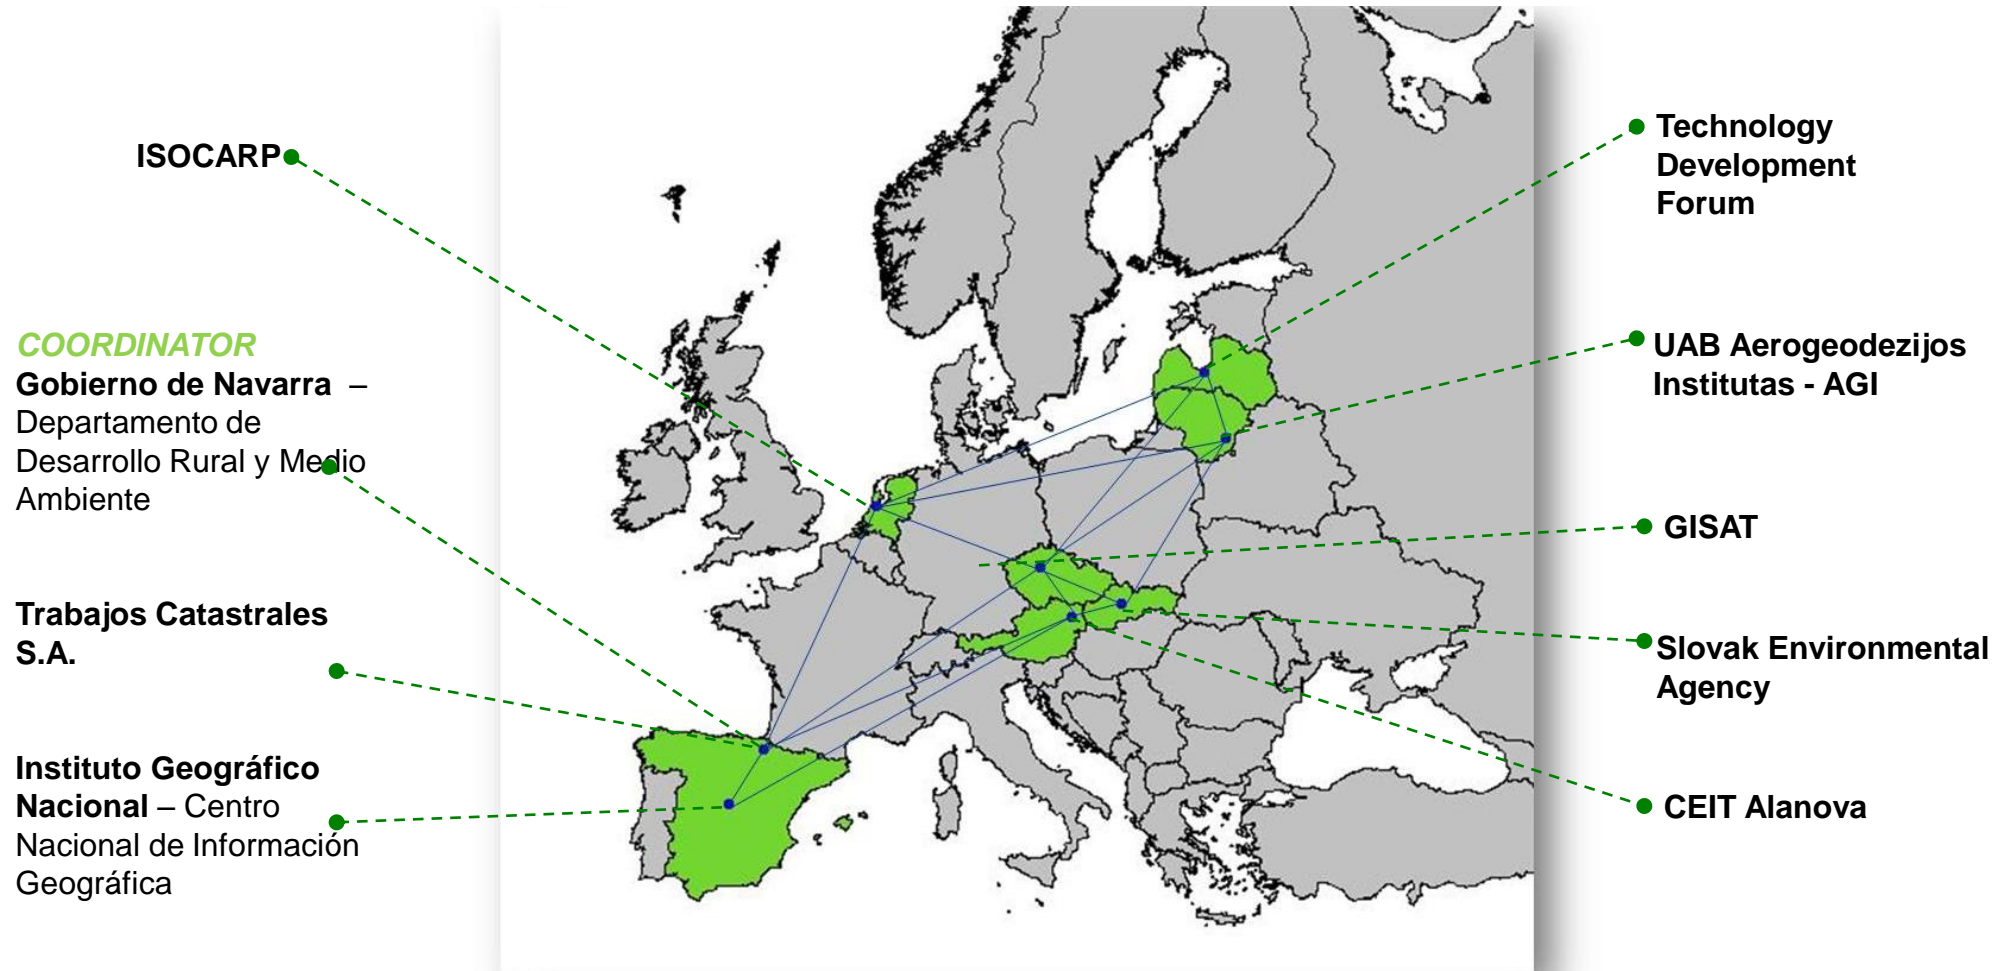 ISOCARP
COORDINATOR
Gobierno de Navarra –
Departamento de
Desarrollo Rural y Medio
Ambiente
Trabajos Catastrales
S.A.
Instituto Geográfico
Nacional – Centro
Nacional de Información
Geográfica
Technology
Development
Forum
UAB Aerogeodezijos
Institutas - AGI
GISAT
Slovak Environmental
Agency
CEIT Alanova